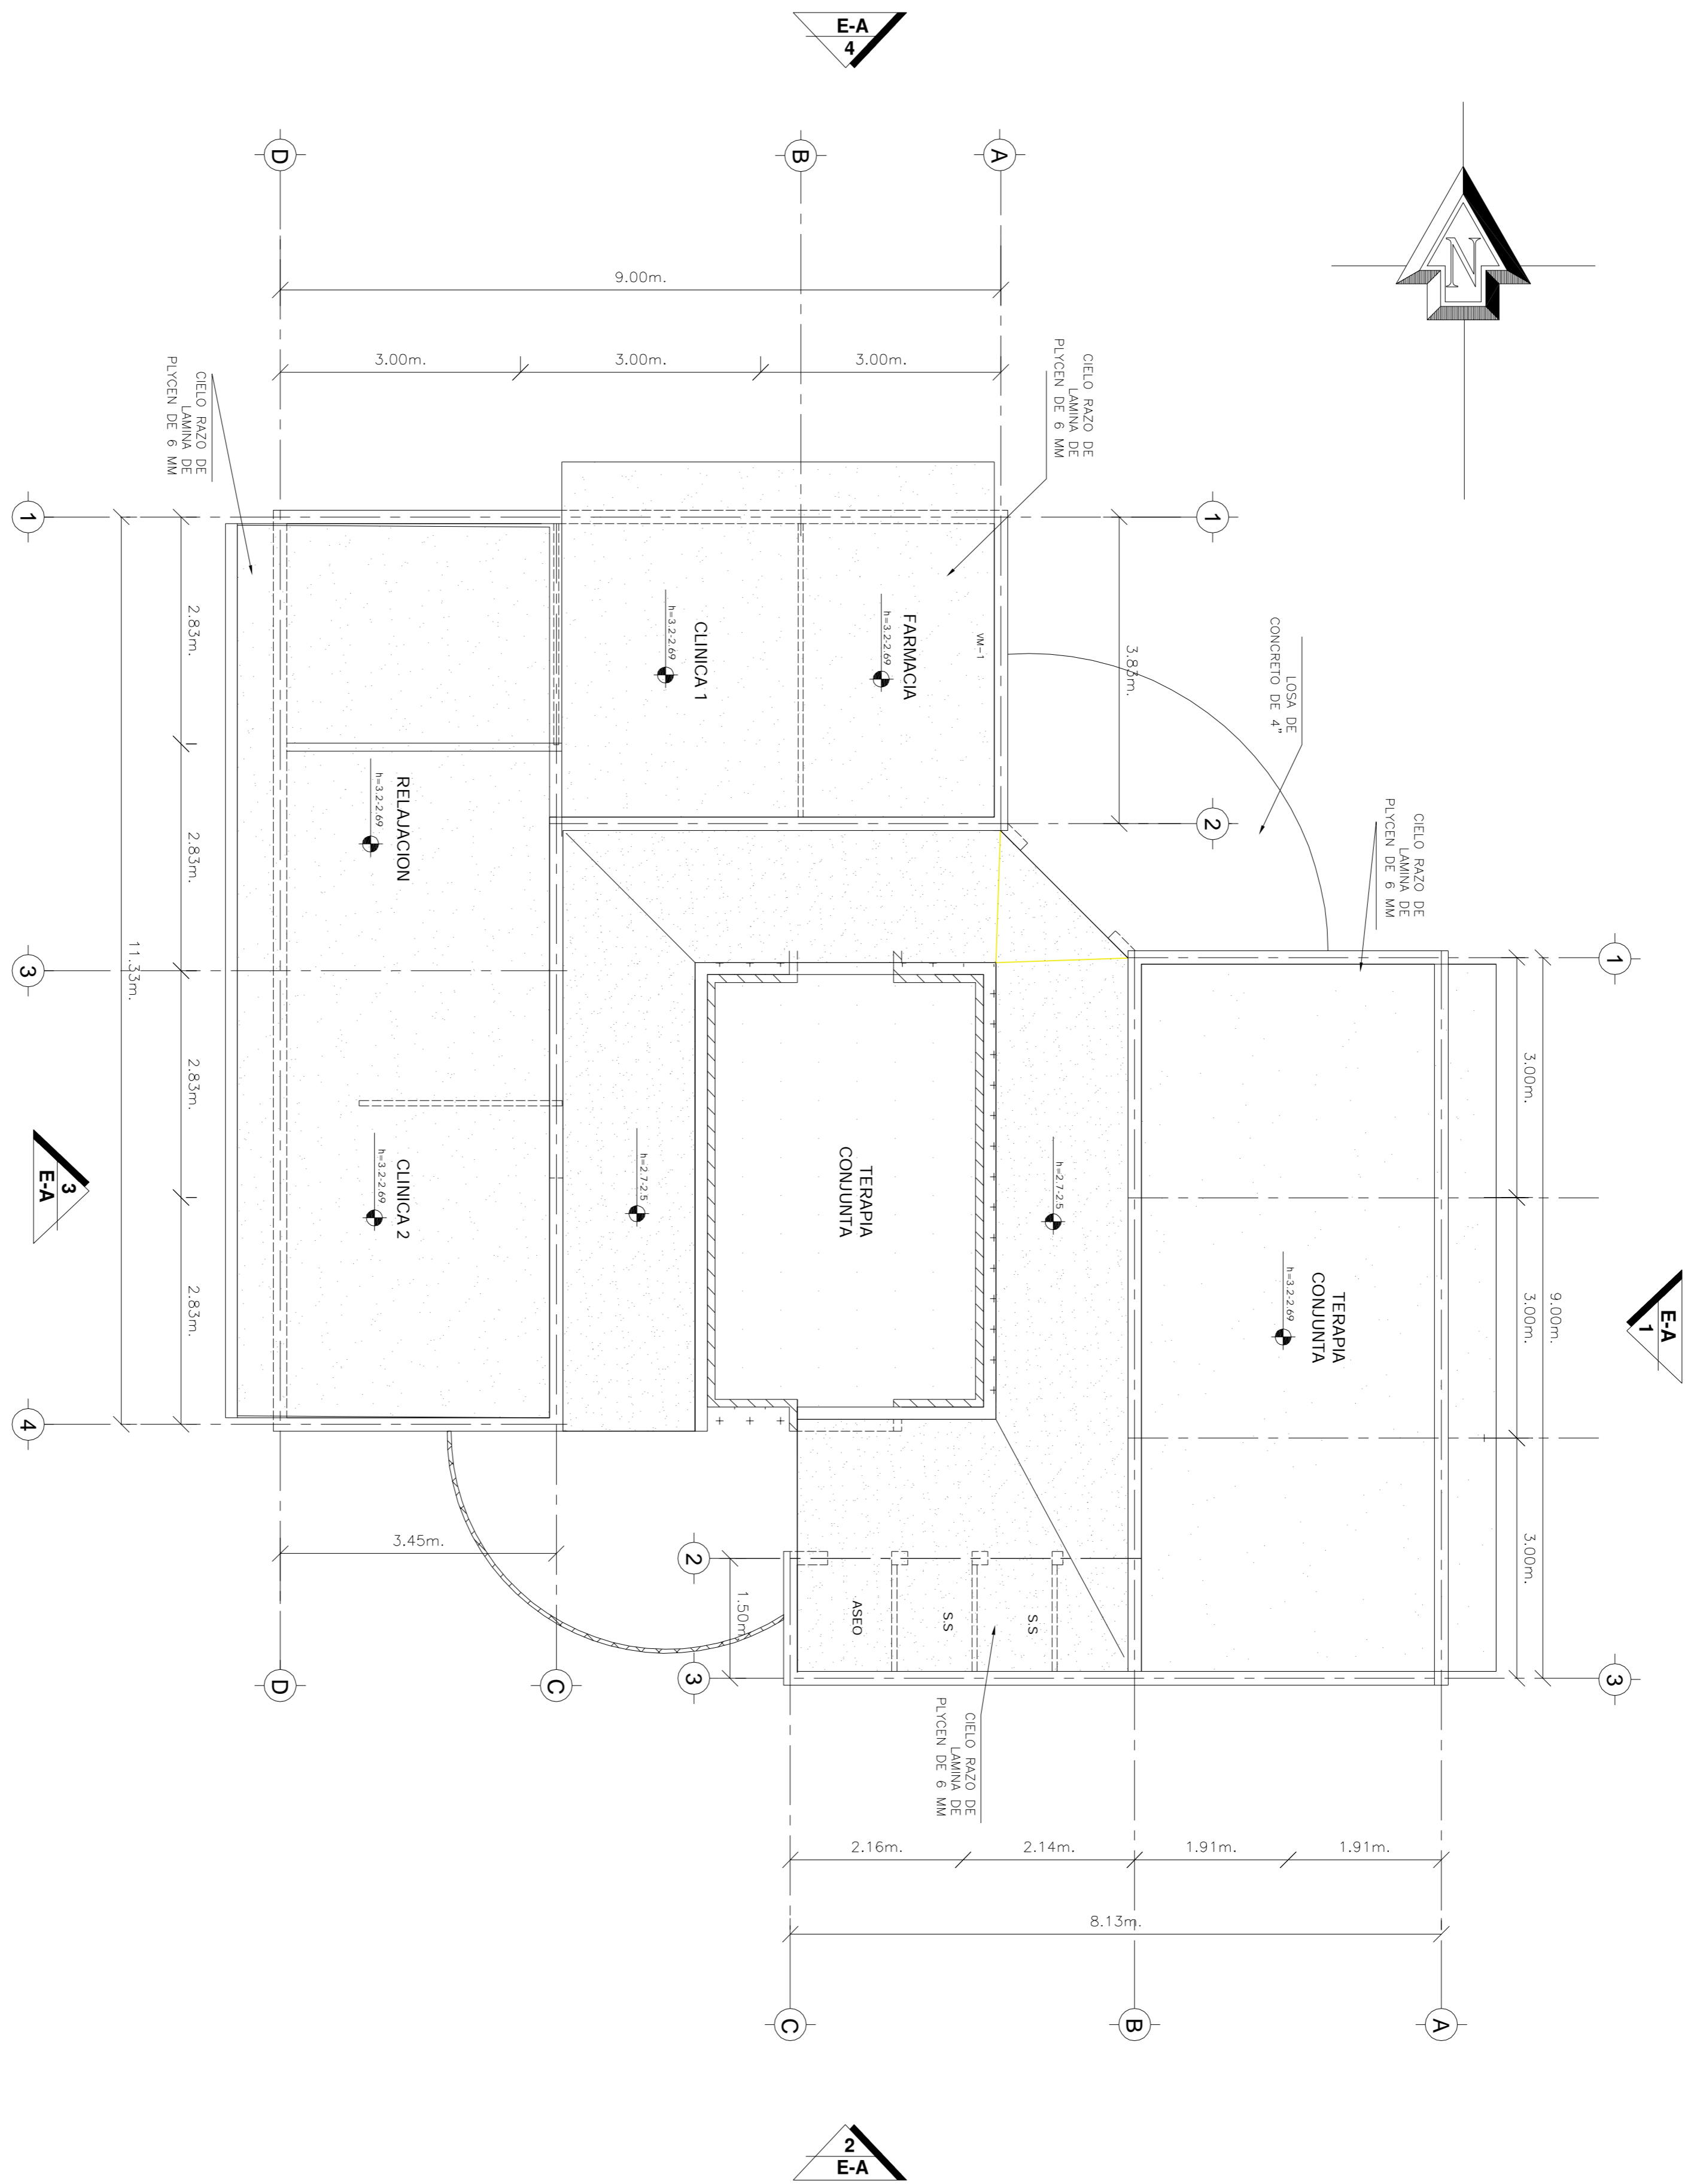 E-A
4
N
D
B
A
9.00m.
3.00m.
3.00m.
3.00m.
CIELO RAZO DE
LAMINA DE
PLYCEN DE 6 MM
CIELO RAZO DE
LAMINA DE
PLYCEN DE 6 MM
1
1
2
3.83m.
LOSA DE
CONCRETO DE 4"
CIELO RAZO DE
LAMINA DE
PLYCEN DE 6 MM
VM-1
FARMACIA
h=3.2-2.69
CLINICA 1
h=3.2-2.69
RELAJACION
h=3.2-2.69
CLINICA 2
h=3.2-2.69
h=2.7-2.5
TERAPIA
CONJUNTA
h=2.7-2.5
TERAPIA
CONJUNTA
h=3.2-2.69
2.83m.
2.83m.
2.83m.
2.83m.
11.33m.
3
4
1
3.00m.
3.00m.
3.00m.
9.00m.
3
3
E-A
E-A
1
3.45m.
2
1.50m.
3
ASEO
S.S
S.S
D
C
CIELO RAZO DE
LAMINA DE
PLYCEN DE 6 MM
2.16m.
2.14m.
1.91m.
1.91m.
8.13m.
C
B
A
2
E-A